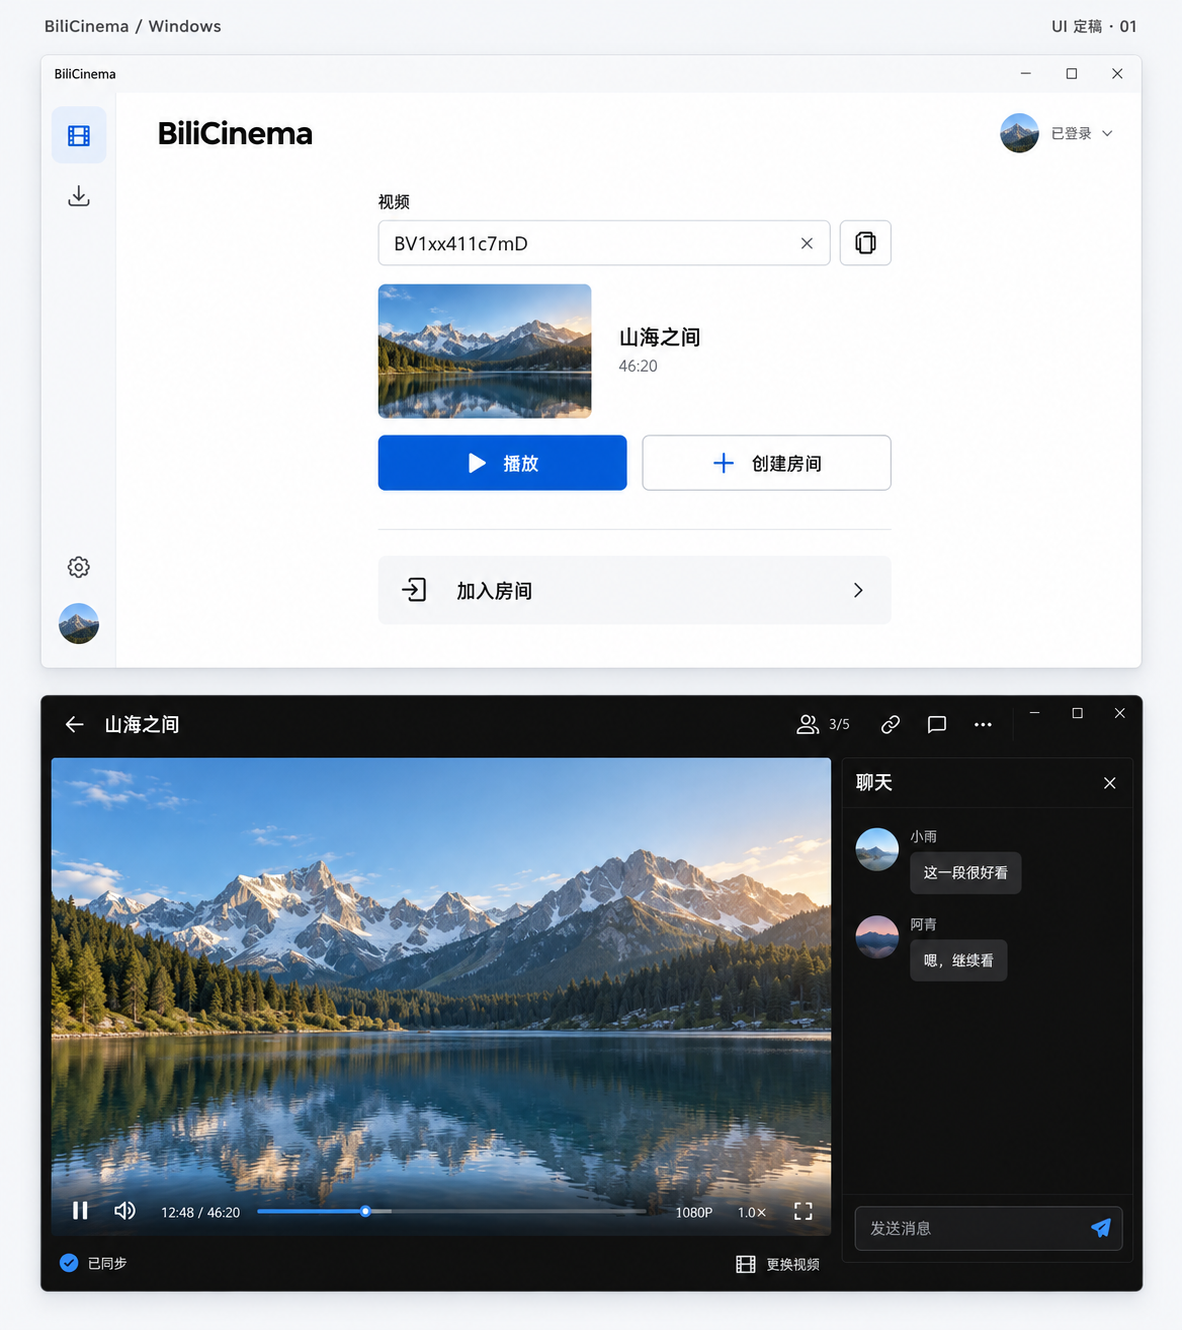 BiliCinema / Windows
UI 定稿 · 01
BiliCinema
BiliCinema
已登录
视频
BV1xx411c7mD
山海之间
46:20
播放
创建房间
加入房间
山海之间
3/5
聊天
小雨
这一段很好看
阿青
嗯，继续看
12:48 / 46:20
1080P
1.0×
发送消息
已同步
更换视频